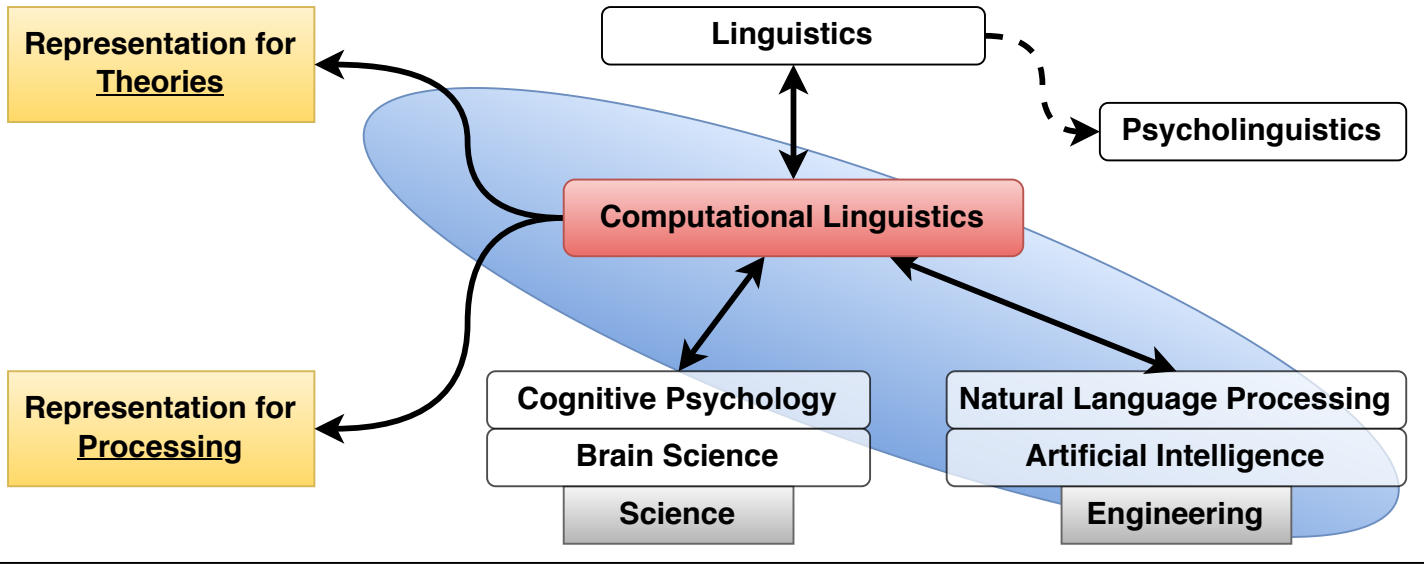 Representation for
Theories
Linguistics
Psycholinguistics
Computational Linguistics
Representation for
Processing
Cognitive Psychology
Brain Science
Science
Natural Language Processing
Artificial Intelligence
Engineering